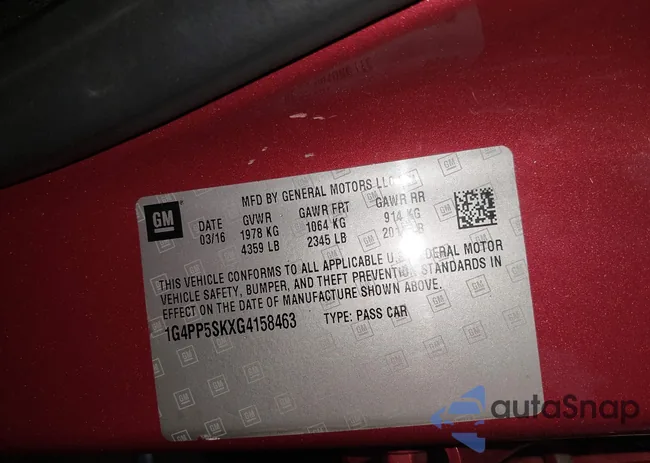 GM
MFD BY GENERAL MOTORS LLC
DATE GVWR GAWR FRT GAWR RR
03/16 1978 KG 1064 KG 914 KG
4359 LB 2345 LB
THIS VEHICLE CONFORMS TO ALL APPLICABLE MOTOR
VEHICLE SAFETY, BUMPER, AND THEFT PREVENTION STANDARDS IN
EFFECT ON THE DATE OF MANUFACTURE SHOWN ABOVE.
1G4PP5SKXG4158463 TYPE: PASS CAR
autaSnap